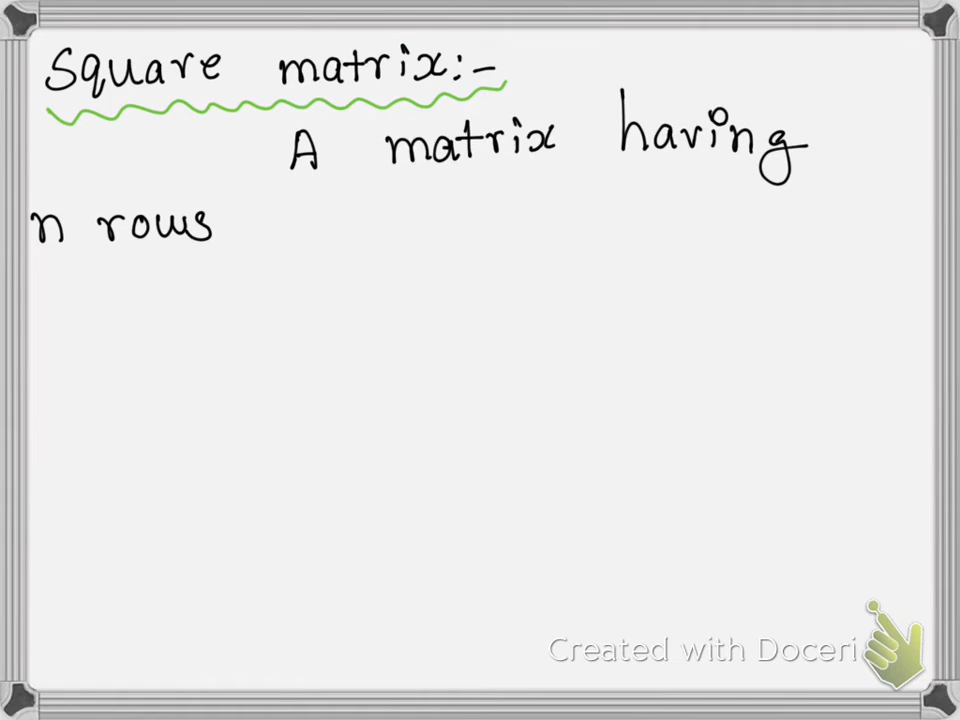 Square matrix:-
A matrix having
n rows
Created with Doceri